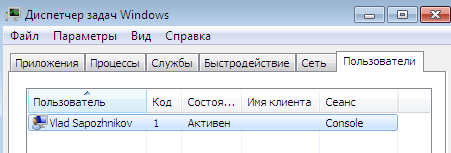 Диспетчер задач Windows
Файл Параметры Вид Справка
Приложения Процессы Службы Быстродействие Сеть Пользователи
Пользователь Код Состоя... Имя клиента Сеанс
Vlad Sapozhnikov 1 Активен Console